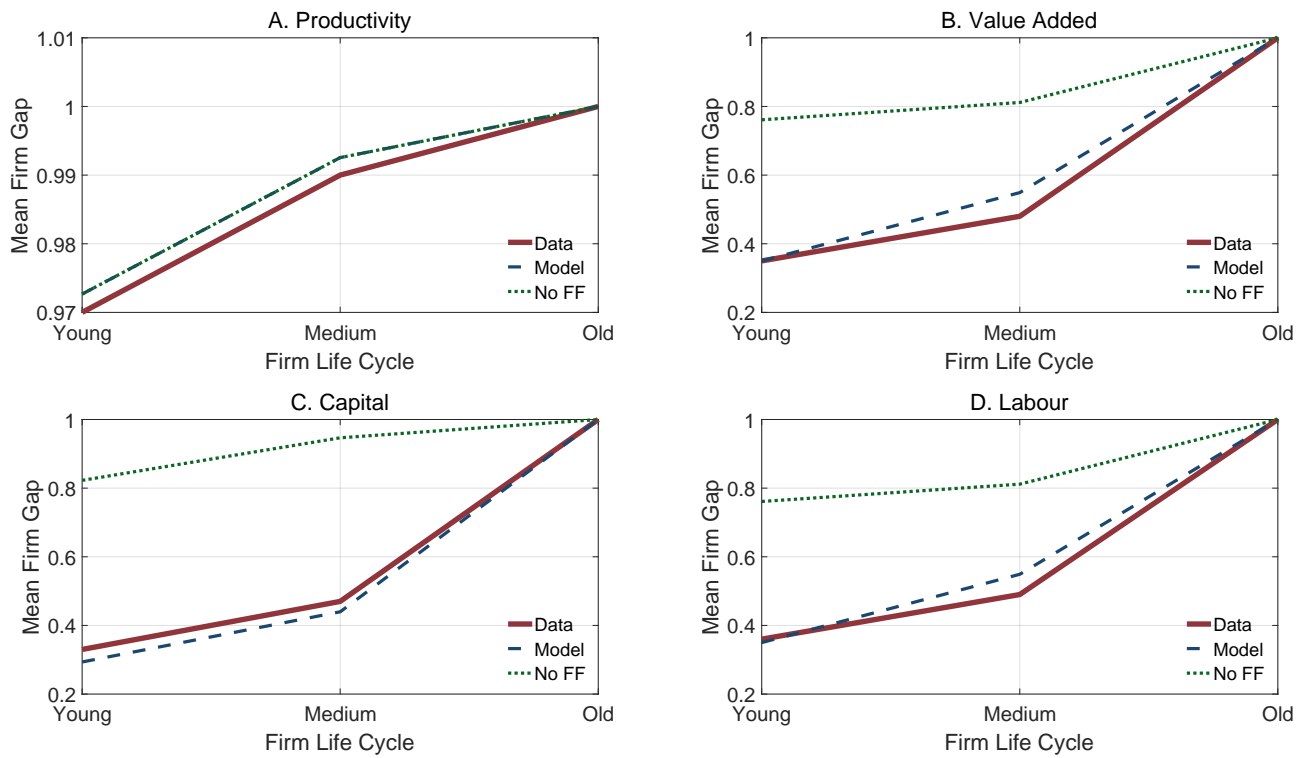 A. Productivity
1.01
1
0.99
0.98
0.97
Mean Firm Gap
Data
Model
No FF
Young
Medium
Old
Firm Life Cycle
B. Value Added
1
0.8
0.6
0.4
0.2
Mean Firm Gap
Data
Model
No FF
Young
Medium
Old
Firm Life Cycle
C. Capital
1
0.8
0.6
0.4
0.2
Mean Firm Gap
Data
Model
No FF
Young
Medium
Old
Firm Life Cycle
D. Labour
1
0.8
0.6
0.4
0.2
Mean Firm Gap
Data
Model
No FF
Young
Medium
Old
Firm Life Cycle